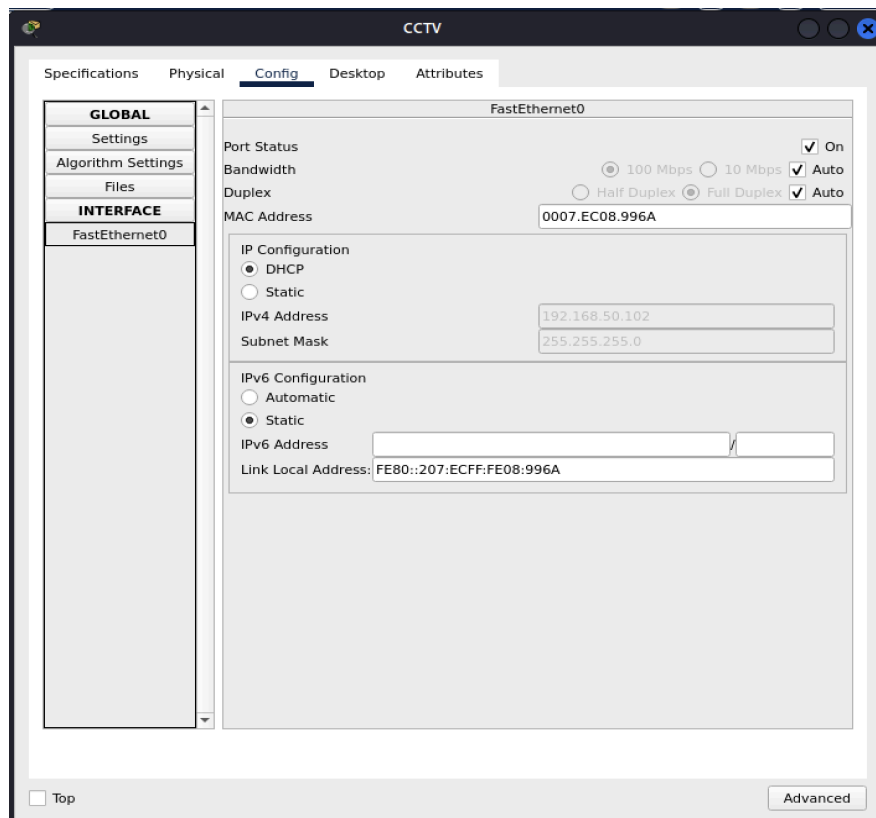 CCTV
Specifications Physical Config Desktop Attributes
GLOBAL
Settings
Algorithm Settings
Files
INTERFACE
FastEthernet0
FastEthernet0
Port Status On
Bandwidth 100 Mbps 10 Mbps Auto
Duplex Half Duplex Full Duplex Auto
MAC Address 0007.EC08.996A
IP Configuration
DHCP
Static
IPv4 Address 192.168.50.102
Subnet Mask 255.255.255.0
IPv6 Configuration
Automatic
Static
IPv6 Address /
Link Local Address: FE80::207:ECFF:FE08:996A
Top Advanced